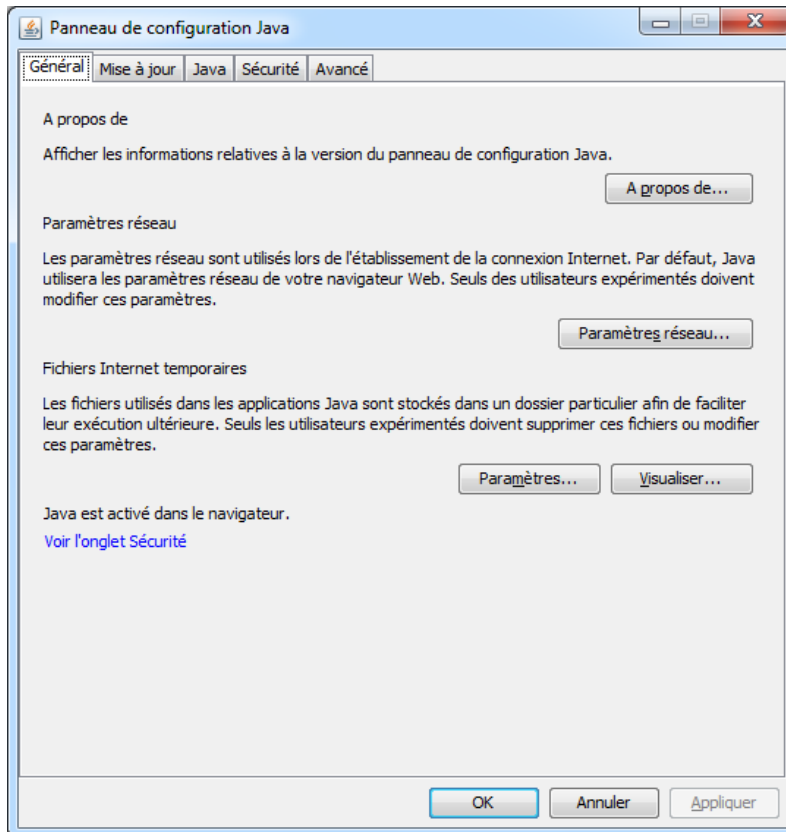 Panneau de configuration Java
Général
Mise à jour
Java
Sécurité
Avancé
A propos de
Afficher les informations relatives à la version du panneau de configuration Java.
A propos de...
Paramètres réseau
Les paramètres réseau sont utilisés lors de l'établissement de la connexion Internet. Par défaut, Java
utilisera les paramètres réseau de votre navigateur Web. Seuls des utilisateurs expérimentés doivent
modifier ces paramètres.
Paramètres réseau...
Fichiers Internet temporaires
Les fichiers utilisés dans les applications Java sont stockés dans un dossier particulier afin de faciliter
leur exécution ultérieure. Seuls les utilisateurs expérimentés doivent supprimer ces fichiers ou modifier
ces paramètres.
Paramètres...
Visualiser...
Java est activé dans le navigateur.
Voir l'onglet Sécurité
OK
Annuler
Appliquer